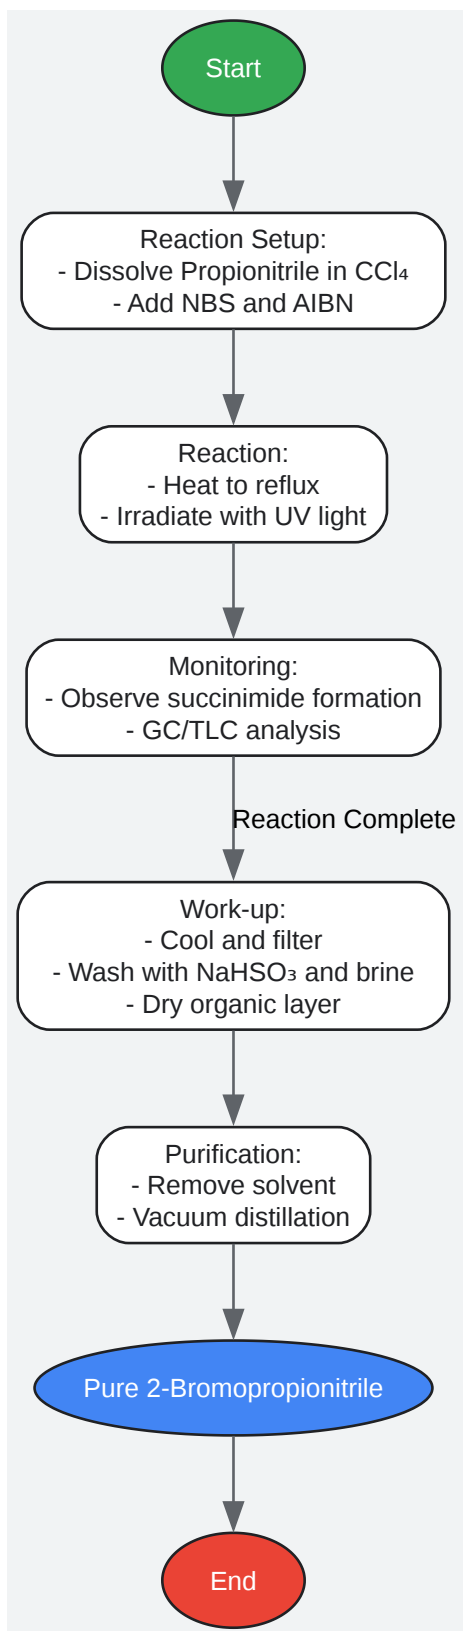 Start
Reaction Setup:
- Dissolve Propionitrile in CCl₄
- Add NBS and AIBN
Reaction:
- Heat to reflux
- Irradiate with UV light
Monitoring:
- Observe succinimide formation
- GC/TLC analysis
Reaction Complete
Work-up:
- Cool and filter
- Wash with NaHSO₃ and brine
- Dry organic layer
Purification:
- Remove solvent
- Vacuum distillation
Pure 2-Bromopropionitrile
End